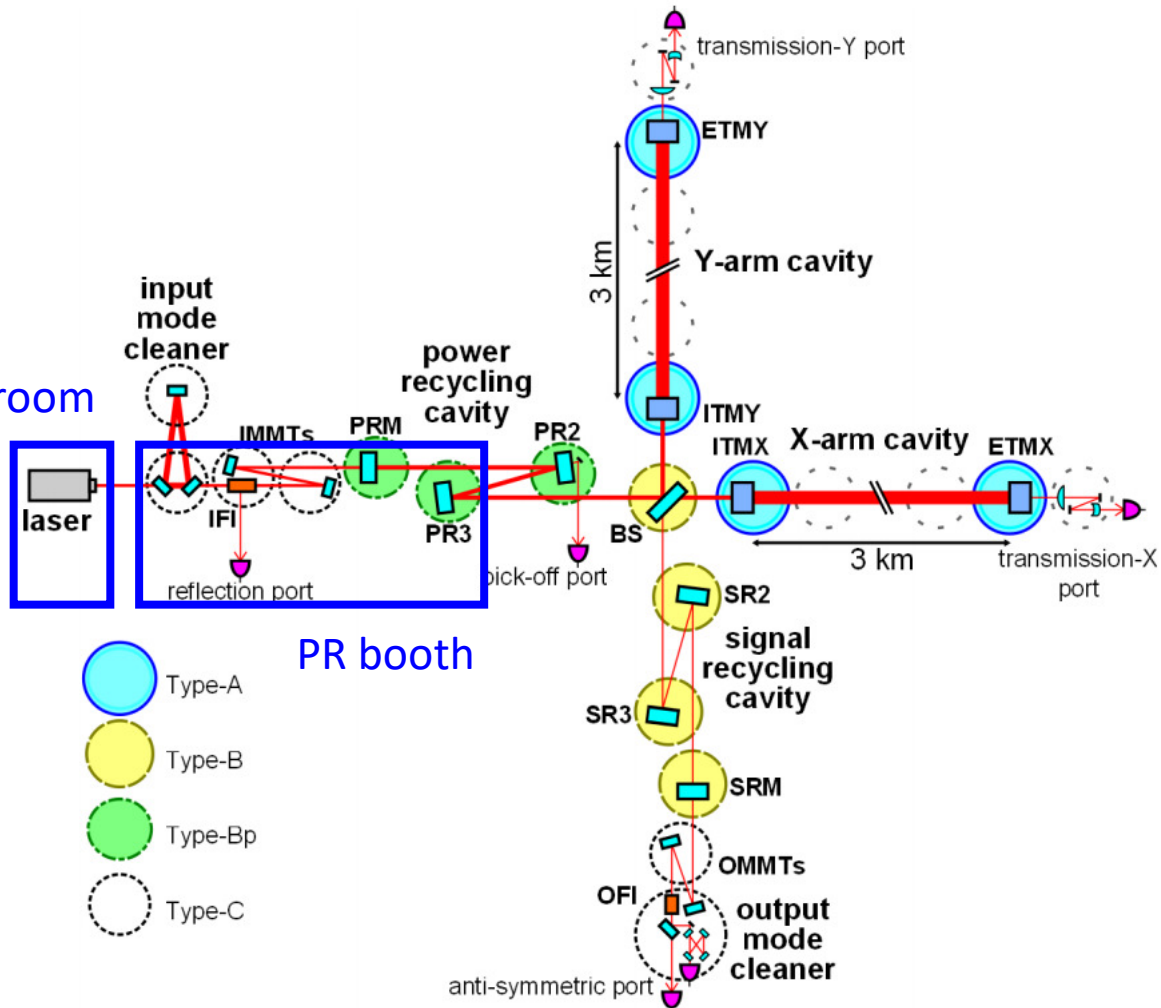 transmission-Y port
ETMY
3 km
Y-arm cavity
input
mode
cleaner
room
power
recycling
cavity
ITMY
ITMX
X-arm cavity
ETMX
IMMTs
PRM
PR2
laser
IFI
PR3
BS
3 km
transmission-X
port
reflection port
pick-off port
PR booth
SR2
signal
recycling
cavity
Type-A
SR3
Type-B
SRM
Type-Bp
OMMTs
Type-C
OFI
output
mode
cleaner
anti-symmetric port